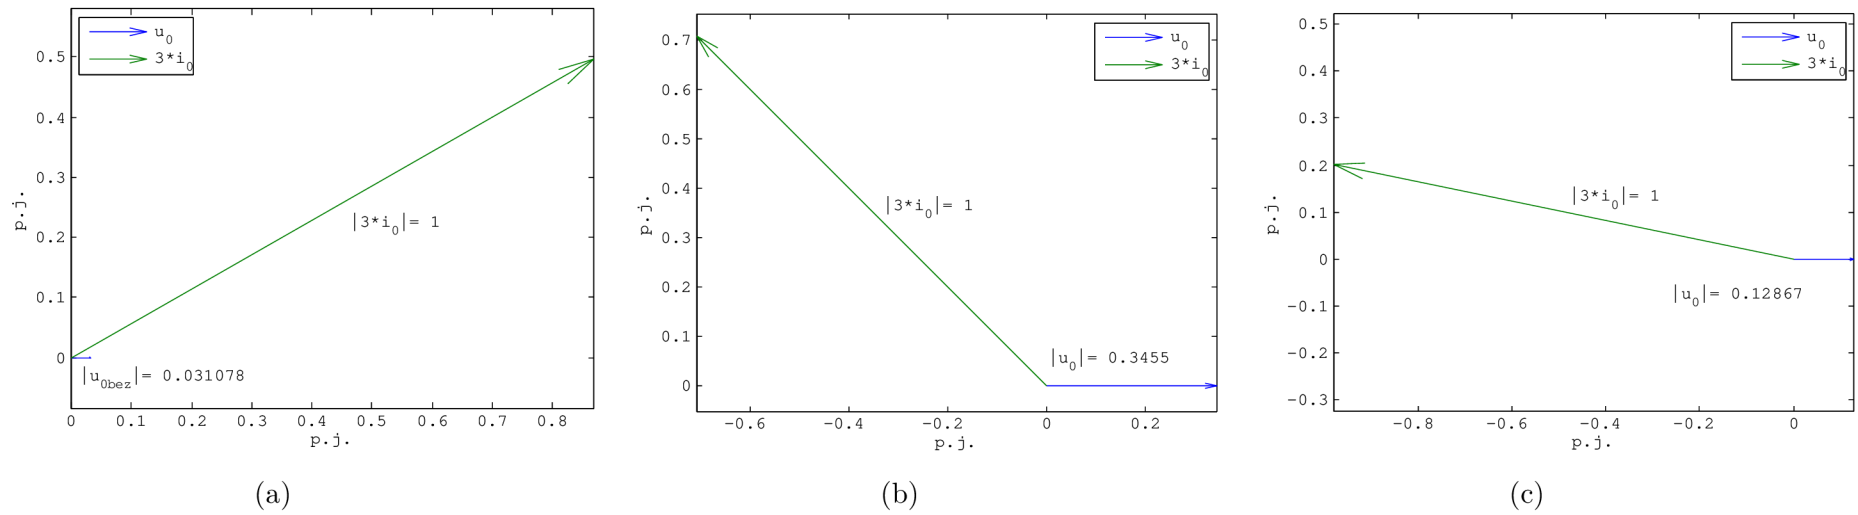 u0
3*i0
0.5
0.4
0.3
0.2
0.1
0
p.j.
|3*i0|= 1
|u0bez|= 0.031078
0 0.1 0.2 0.3 0.4 0.5 0.6 0.7 0.8
p.j.
(a)
u0
3*i0
0.7
0.6
0.5
0.4
0.3
0.2
0.1
0
p.j.
|3*i0|= 1
|u0|= 0.3455
-0.6 -0.4 -0.2 0 0.2
p.j.
(b)
u0
3*i0
0.5
0.4
0.3
0.2
0.1
0
-0.1
-0.2
-0.3
p.j.
|3*i0|= 1
|u0|= 0.12867
-0.8 -0.6 -0.4 -0.2 0
p.j.
(c)